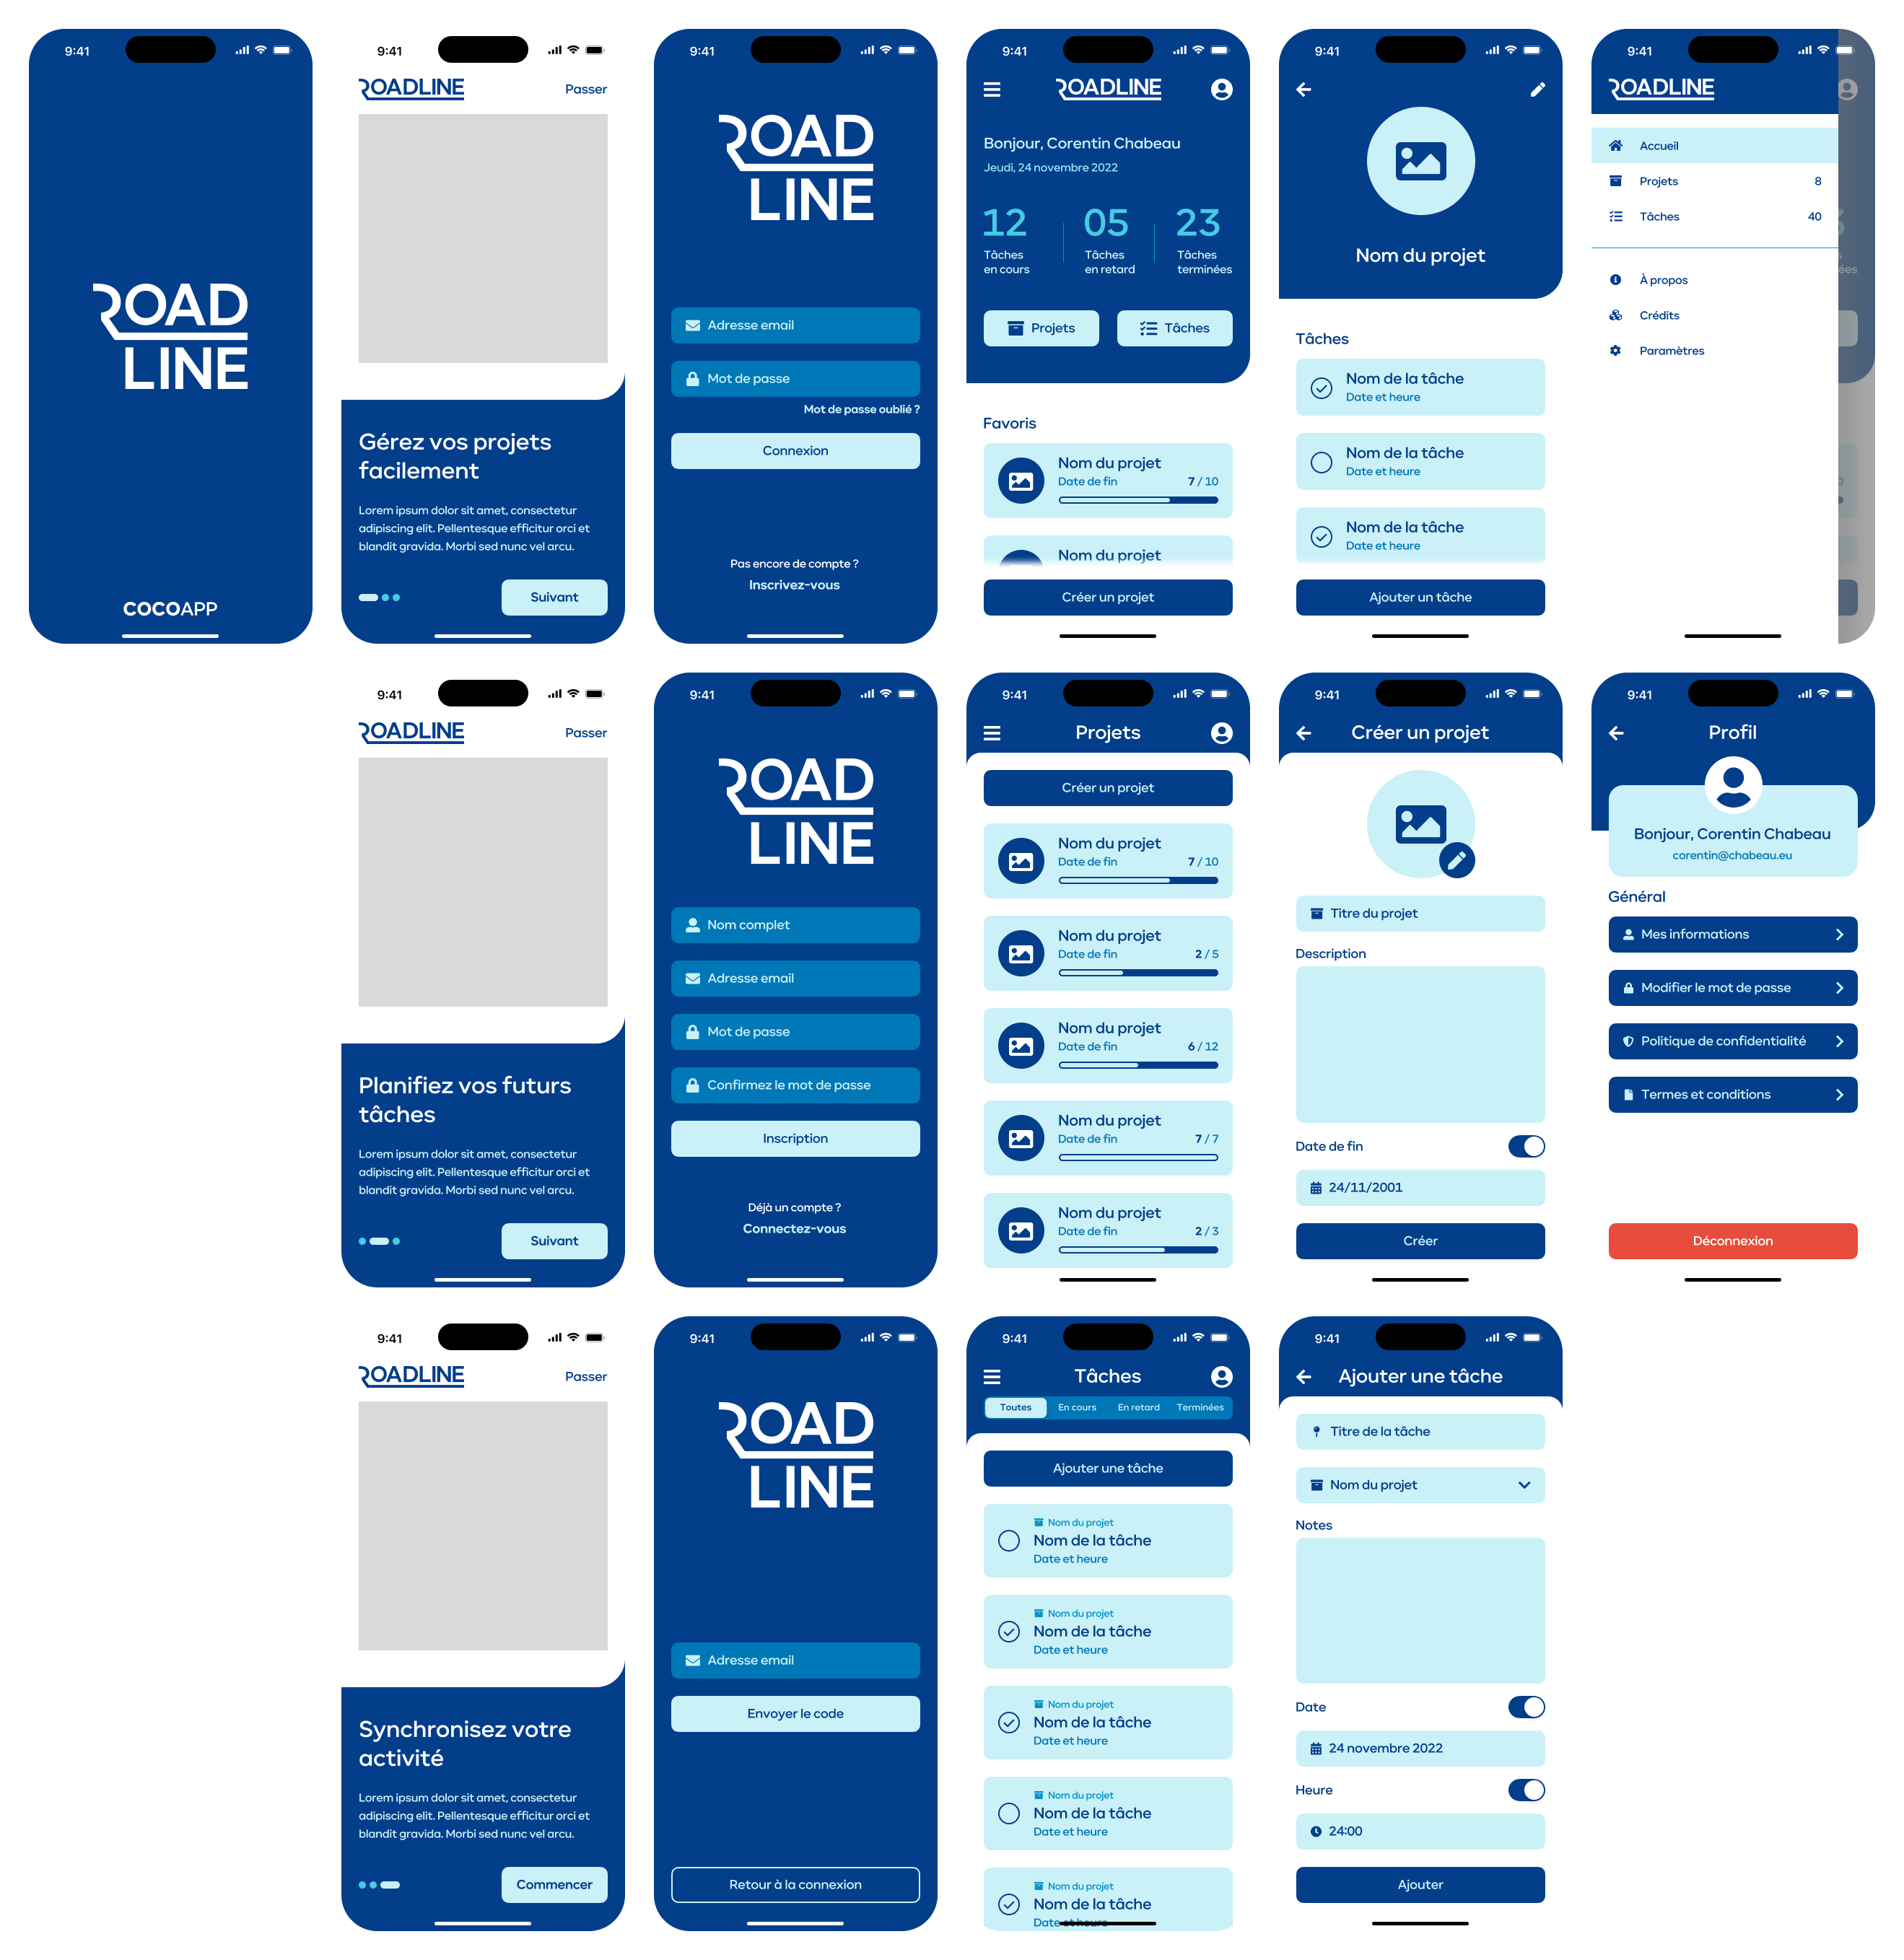 9:41
ROAD
LINE
COCOAPP
9:41
ROADLINE
Passer
Gérez vos projets
facilement
Lorem ipsum dolor sit amet, consectetur
adipiscing elit. Pellentesque efficitur orci et
blandit gravida. Morbi sed nunc vel arcu.
Suivant
9:41
ROAD
LINE
Adresse email
Mot de passe
Mot de passe oublié ?
Connexion
Pas encore de compte ?
Inscrivez-vous
9:41
ROADLINE
Bonjour, Corentin Chabeau
Jeudi, 24 novembre 2022
12
Tâches
en cours
05
Tâches
en retard
23
Tâches
terminées
Projets
Tâches
Favoris
Nom du projet
Date de fin
7 / 10
Nom du projet
Créer un projet
9:41
Nom du projet
Tâches
Nom de la tâche
Date et heure
Nom de la tâche
Date et heure
Nom de la tâche
Date et heure
Ajouter un tâche
9:41
ROADLINE
Accueil
Projets
8
Tâches
40
À propos
Crédits
Paramètres
9:41
ROADLINE
Passer
Planifiez vos futurs
tâches
Lorem ipsum dolor sit amet, consectetur
adipiscing elit. Pellentesque efficitur orci et
blandit gravida. Morbi sed nunc vel arcu.
Suivant
9:41
ROAD
LINE
Nom complet
Adresse email
Mot de passe
Confirmez le mot de passe
Inscription
Déjà un compte ?
Connectez-vous
9:41
Projets
Créer un projet
Nom du projet
Date de fin
7 / 10
Nom du projet
Date de fin
2 / 5
Nom du projet
Date de fin
6 / 12
Nom du projet
Date de fin
7 / 7
Nom du projet
Date de fin
2 / 3
9:41
Créer un projet
Titre du projet
Description
Date de fin
24/11/2001
Créer
9:41
Profil
Bonjour, Corentin Chabeau
corentin@chabeau.eu
Général
Mes informations
Modifier le mot de passe
Politique de confidentialité
Termes et conditions
Déconnexion
9:41
ROADLINE
Passer
Synchronisez votre
activité
Lorem ipsum dolor sit amet, consectetur
adipiscing elit. Pellentesque efficitur orci et
blandit gravida. Morbi sed nunc vel arcu.
Commencer
9:41
ROAD
LINE
Adresse email
Envoyer le code
Retour à la connexion
9:41
Tâches
Toutes
En cours
En retard
Terminées
Ajouter une tâche
Nom du projet
Nom de la tâche
Date et heure
Nom du projet
Nom de la tâche
Date et heure
Nom du projet
Nom de la tâche
Date et heure
Nom du projet
Nom de la tâche
Date et heure
Nom du projet
Nom de la tâche
Date et heure
9:41
Ajouter une tâche
Titre de la tâche
Nom du projet
Notes
Date
24 novembre 2022
Heure
24:00
Ajouter